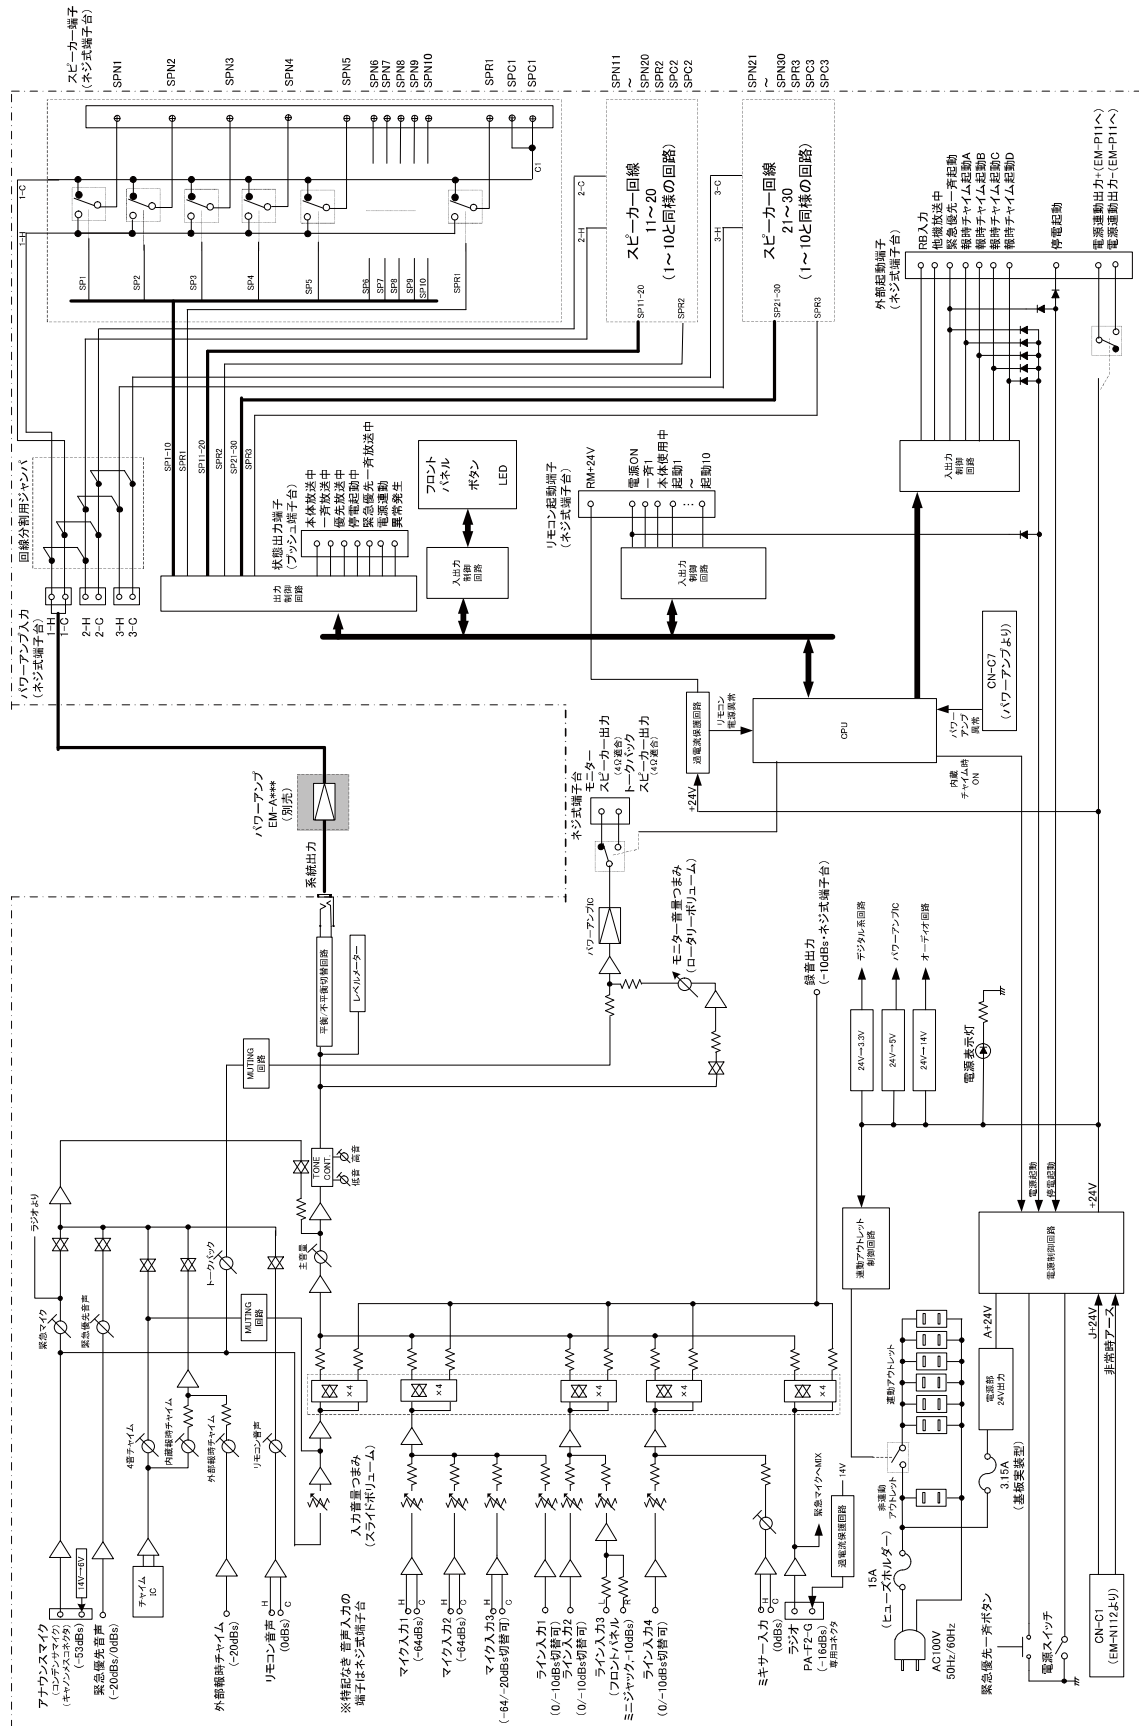 アナウンスマイク
(コンデンサマイク)
(キャノンメスコネクタ)
(-53dBs)
14V→6V
緊急優先音声
(-20dBs/0dBs)
チャイム
IC
外部報時チャイム
(-20dBs)
リモコン音声
(0dBs)
H
C
※特記なき 音声入力の
端子はネジ式端子台
マイク入力1
(-64dBs)
H
C
マイク入力2
(-64dBs)
H
C
マイク入力3
(-64/-20dBs切替可)
H
C
ライン入力1
(0/-10dBs切替可)
ライン入力2
(0/-10dBs切替可)
ライン入力3
(フロントパネル
ミニジャック,-10dBs)
L
R
ライン入力4
(0/-10dBs切替可)
ミキサー入力
(0dBs)
H
C
ラジオ
PA-F2-G
(-16dBs)
専用コネクタ
緊急マイクへMIX
過電流保護回路
14V
AC100V
50Hz/60Hz
15A
(ヒューズホルダー)
緊急優先一斉ボタン
電源スイッチ
CN-C1
(EM-N112より)
緊急マイク
ラジオより
緊急優先音声
4音チャイム
内蔵報時チャイム
外部報時チャイム
リモコン音声
トークバック
MUTING
回路
入力音量つまみ
(スライドボリューム)
×4
×4
×4
×4
×4
主音量
TONE
CONT.
低音
高音
MUTING
回路
平衡/不平衡切替回路
レベルメーター
系統出力
パワーアンプ
EM-A***
(別売)
モニター音量つまみ
(ロータリーボリューム)
パワーアンプIC
ネジ式端子台
モニター
スピーカー出力
(4Ω適合)
トークバック
スピーカー出力
(4Ω適合)
録音出力
(-10dBs・ネジ式端子台)
非連動
アウトレット
連動アウトレット
連動アウトレット
制御回路
3.15A
(基板実装型)
電源部
24V出力
A+24V
J+24V
非常時アース
電源制御回路
電源起動
停電起動
+24V
24V→3.3V
デジタル系回路
24V→5V
パワーアンプIC
24V→14V
オーディオ回路
電源表示灯
+24V
過電流保護回路
リモコン
電源異常
CPU
内蔵
チャイム時
ON
パワー
アンプ
異常
CN-C7
(パワーアンプより)
パワーアンプ入力
(ネジ式端子台)
1-H
1-C
2-H
2-C
3-H
3-C
回線分割用ジャンパ
出力
制御回路
状態出力端子
(プッシュ端子台)
本体放送中
一斉放送中
優先放送中
停電起動中
緊急優先一斉放送中
電源連動
異常発生
入出力
制御
回路
フロント
パネル
ボタン
LED
リモコン起動端子
(ネジ式端子台)
RM+24V
電源ON
一斉1
本体使用中
起動1
~
起動10
入出力
制御
回路
入出力
制御
回路
外部起動端子
(ネジ式端子台)
RB入力
他機放送中
緊急優先一斉起動
報時チャイム起動A
報時チャイム起動B
報時チャイム起動C
報時チャイム起動D
停電起動
電源連動出力+(EM-P11へ)
電源連動出力-(EM-P11へ)
SP1-10
SPR1
SP11-20
SPR2
SP21-30
SPR3
1-H
1-C
SP1
SP2
SP3
SP4
SP5
SP6
SP7
SP8
SP9
SP10
SPR1
C1
スピーカー端子
(ネジ式端子台)
SPN1
SPN2
SPN3
SPN4
SPN5
SPN6
SPN7
SPN8
SPN9
SPN10
SPR1
SPC1
SPC1
2-H
2-C
スピーカー回線
11~20
(1~10と同様の回路)
SP11-20
SPR2
SPN11
~
SPN20
SPR2
SPC2
SPC2
3-H
3-C
スピーカー回線
21~30
(1~10と同様の回路)
SP21-30
SPR3
SPN21
~
SPN30
SPR3
SPC3
SPC3